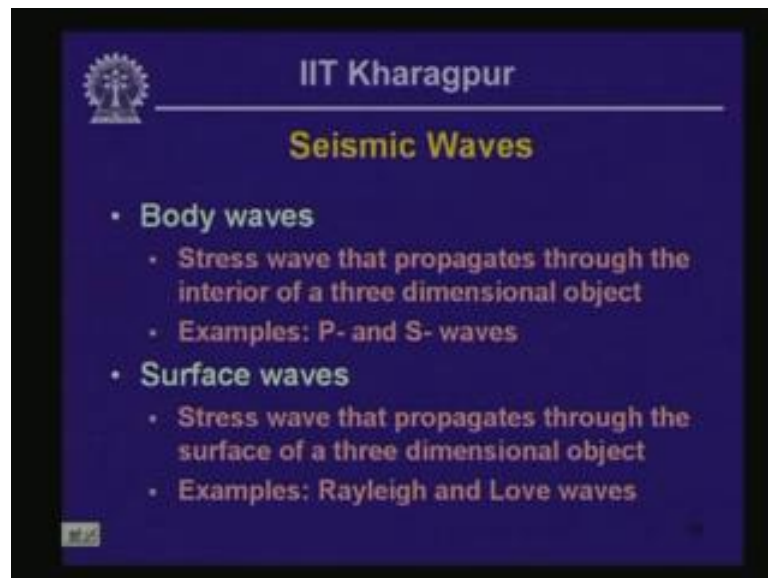 IIT Kharagpur
Seismic Waves
• Body waves
• Stress wave that propagates through the
interior of a three dimensional object
• Examples: P- and S- waves
• Surface waves
• Stress wave that propagates through the
surface of a three dimensional object
• Examples: Rayleigh and Love waves